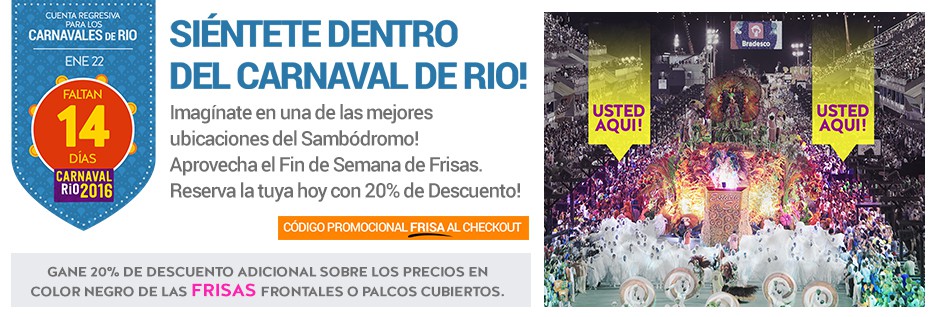 CUENTA REGRESIVA
PARA LOS
CARNAVALES DE RIO
ENE 22
FALTAN
14
DÍAS
CARNAVAL
RIO2016
SIÉNTETE DENTRO
DEL CARNAVAL DE RIO!
Imagínate en una de las mejores
ubicaciones del Sambódromo!
Aprovecha el Fin de Semana de Frisas.
Reserva la tuya hoy con 20% de Descuento!
CÓDIGO PROMOCIONAL FRISA AL CHECKOUT
GANE 20% DE DESCUENTO ADICIONAL SOBRE LOS PRECIOS EN
COLOR NEGRO DE LAS FRISAS FRONTALES O PALCOS CUBIERTOS.
Bradesco
USTED
AQUI!
USTED
AQUI!